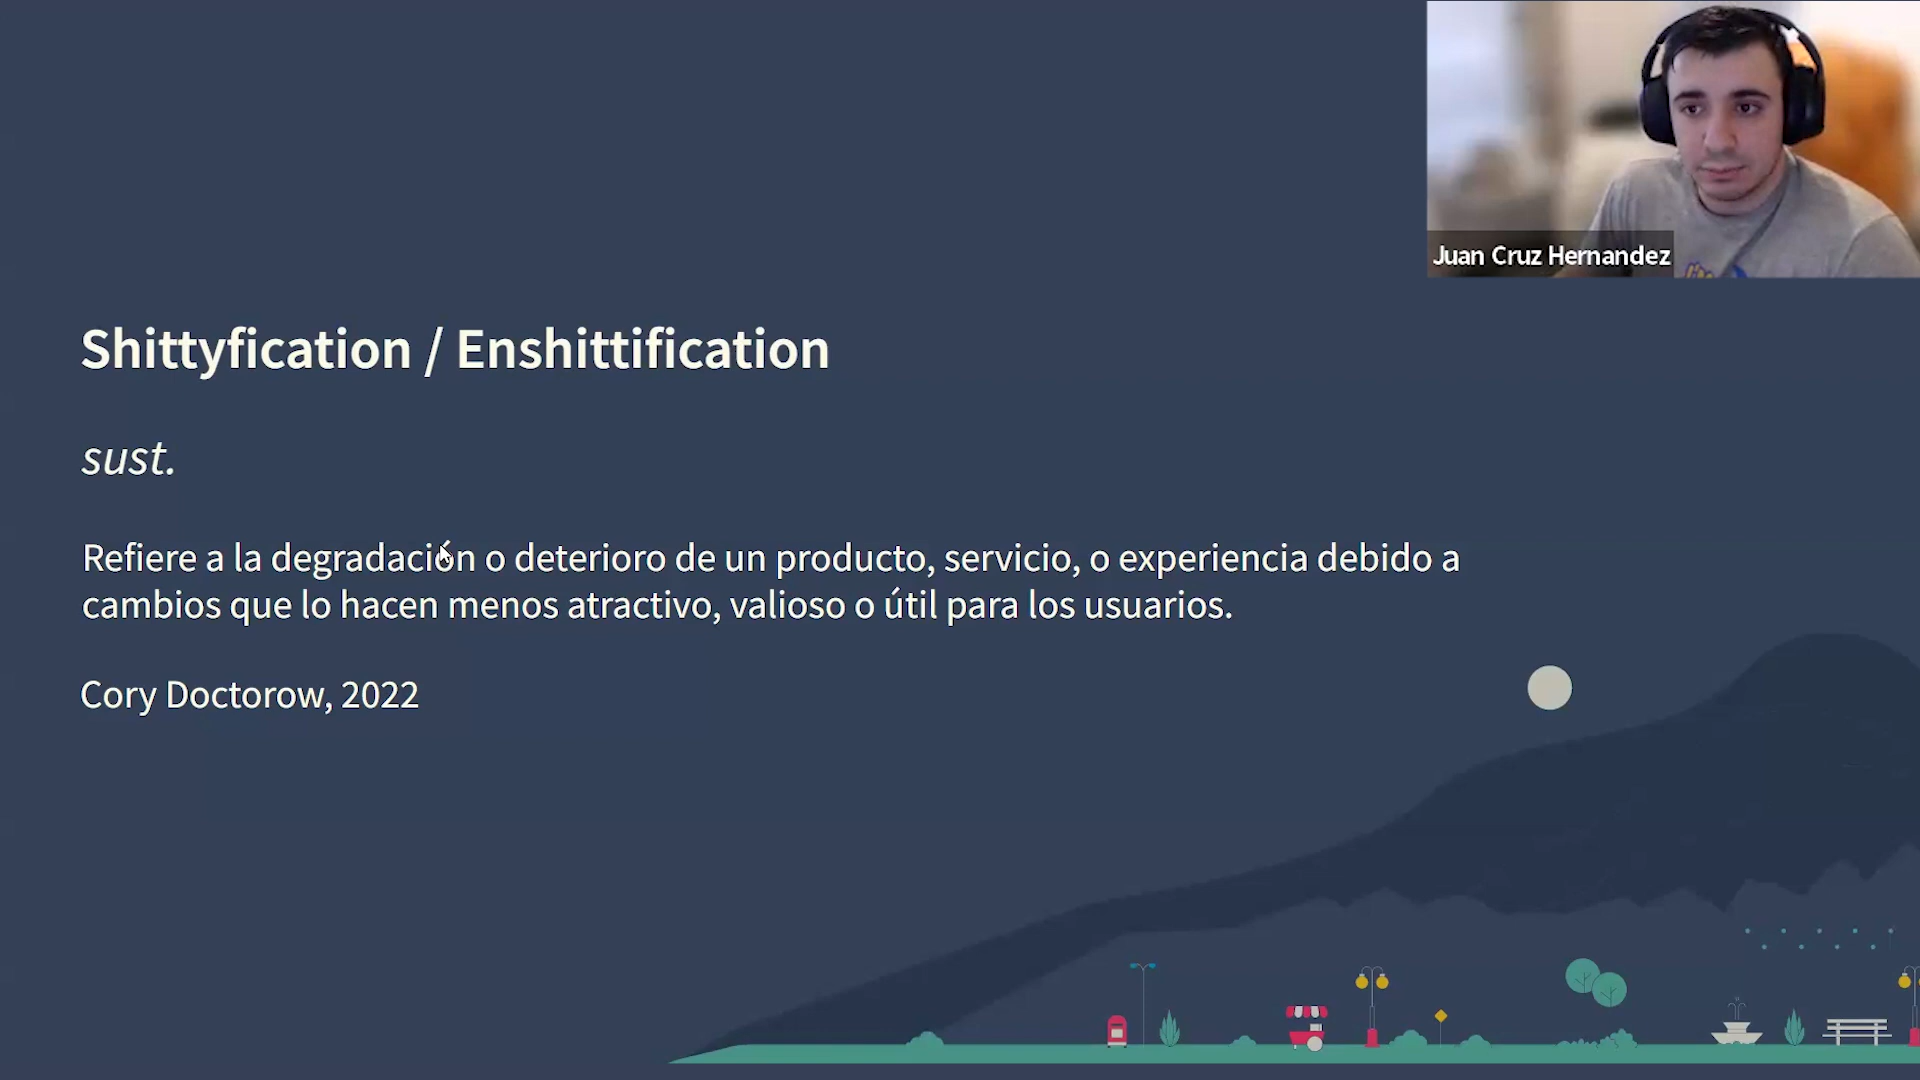 Juan Cruz Hernandez
Shittyfication / Enshittification
sust.
Refiere a la degradación o deterioro de un producto, servicio, o experiencia debido a
cambios que lo hacen menos atractivo, valioso o útil para los usuarios.
Cory Doctorow, 2022